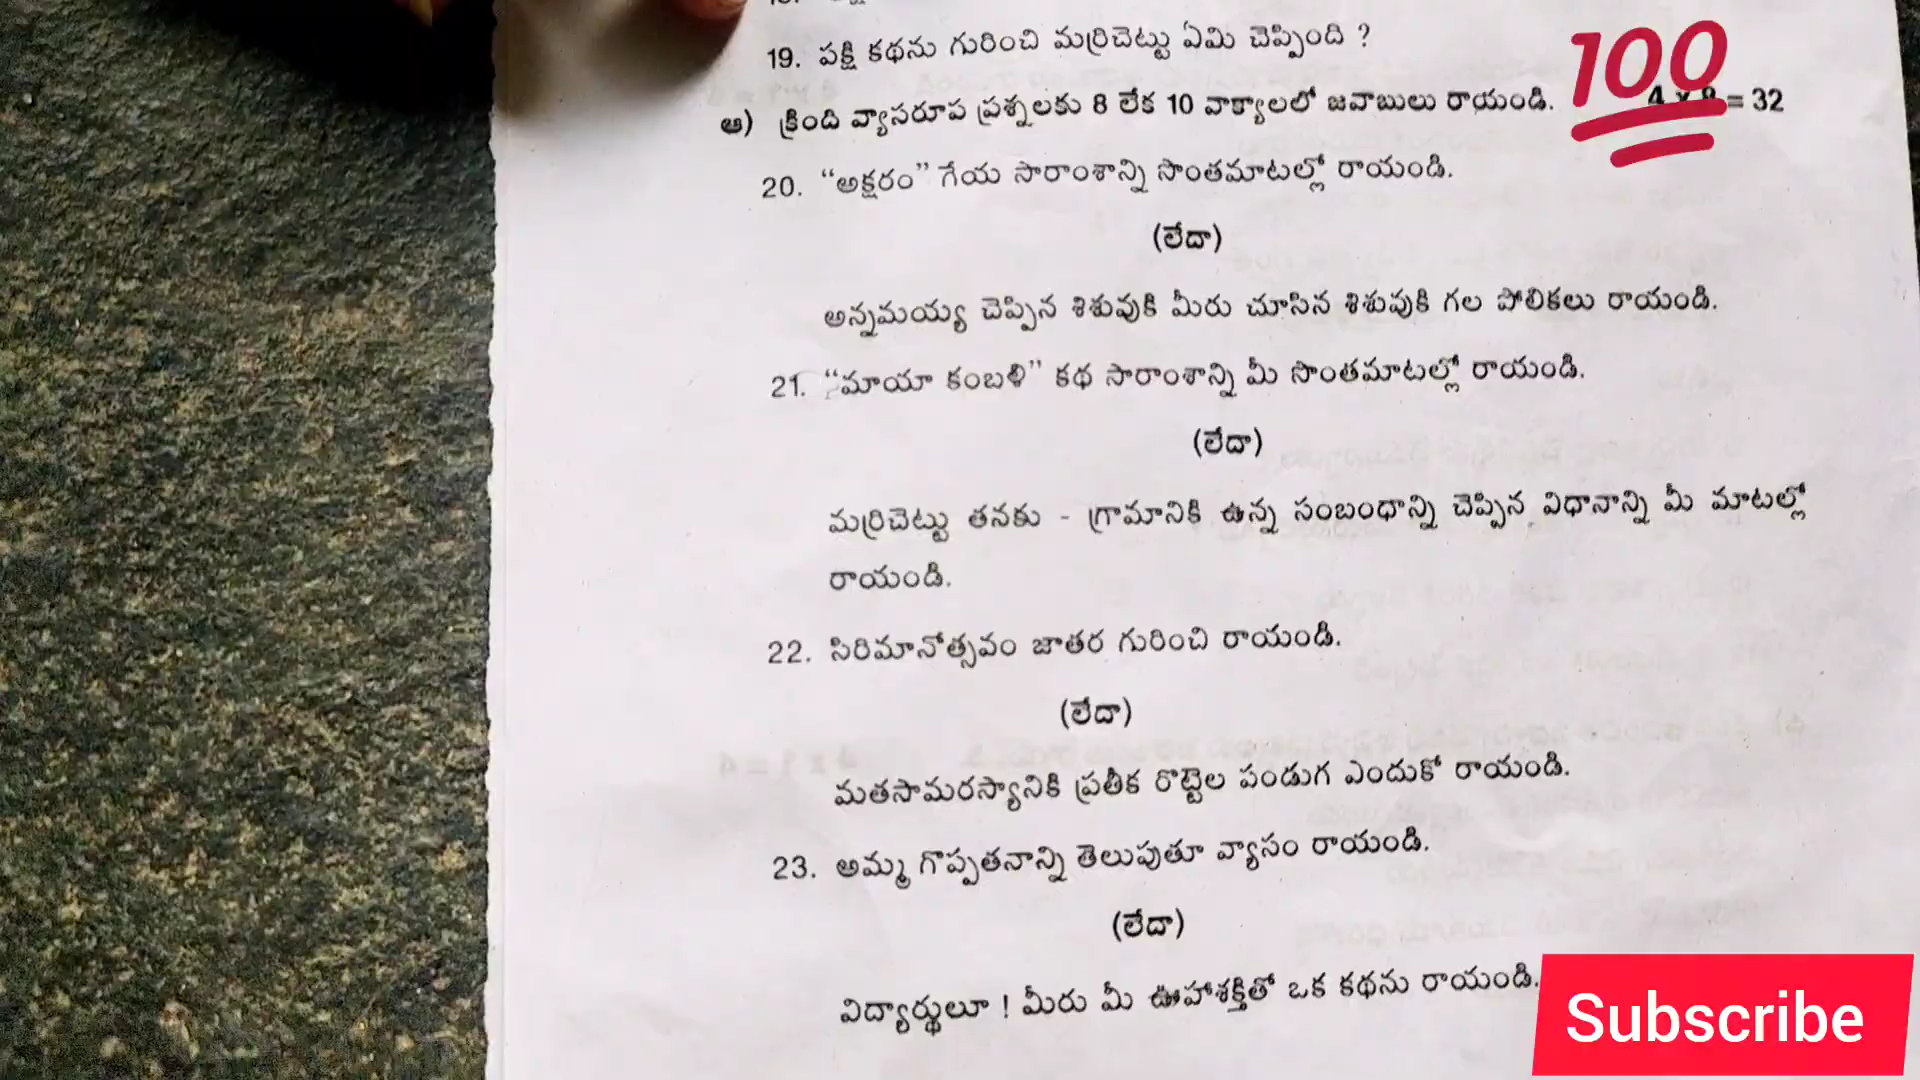 19. పక్షి కథను గురించి మర్రిచెట్టు ఏమి చెప్పింది ?
ఆ) క్రింది వ్యాసరూప ప్రశ్నలకు 8 లేక 10 వాక్యాలలో జవాబులు రాయండి. 4 x 8 = 32
100
20. “అక్షరం” గేయ సారాంశాన్ని సొంతమాటల్లో రాయండి.
(లేదా)
అన్నమయ్య చెప్పిన శిశువుకి మీరు చూసిన శిశువుకి గల పోలికలు రాయండి.
21. “మాయా కంబళి” కథ సారాంశాన్ని మీ సొంతమాటల్లో రాయండి.
(లేదా)
మర్రిచెట్టు తనకు - గ్రామానికి ఉన్న సంబంధాన్ని చెప్పిన విధానాన్ని మీ మాటల్లో
రాయండి.
22. సిరిమానోత్సవం జాతర గురించి రాయండి.
(లేదా)
మతసామరస్యానికి ప్రతీక రొట్టెల పండుగ ఎందుకో రాయండి.
23. అమ్మ గొప్పతనాన్ని తెలుపుతూ వ్యాసం రాయండి.
(లేదా)
విద్యార్థులూ ! మీరు మీ ఊహాశక్తితో ఒక కథను రాయండి.
Subscribe